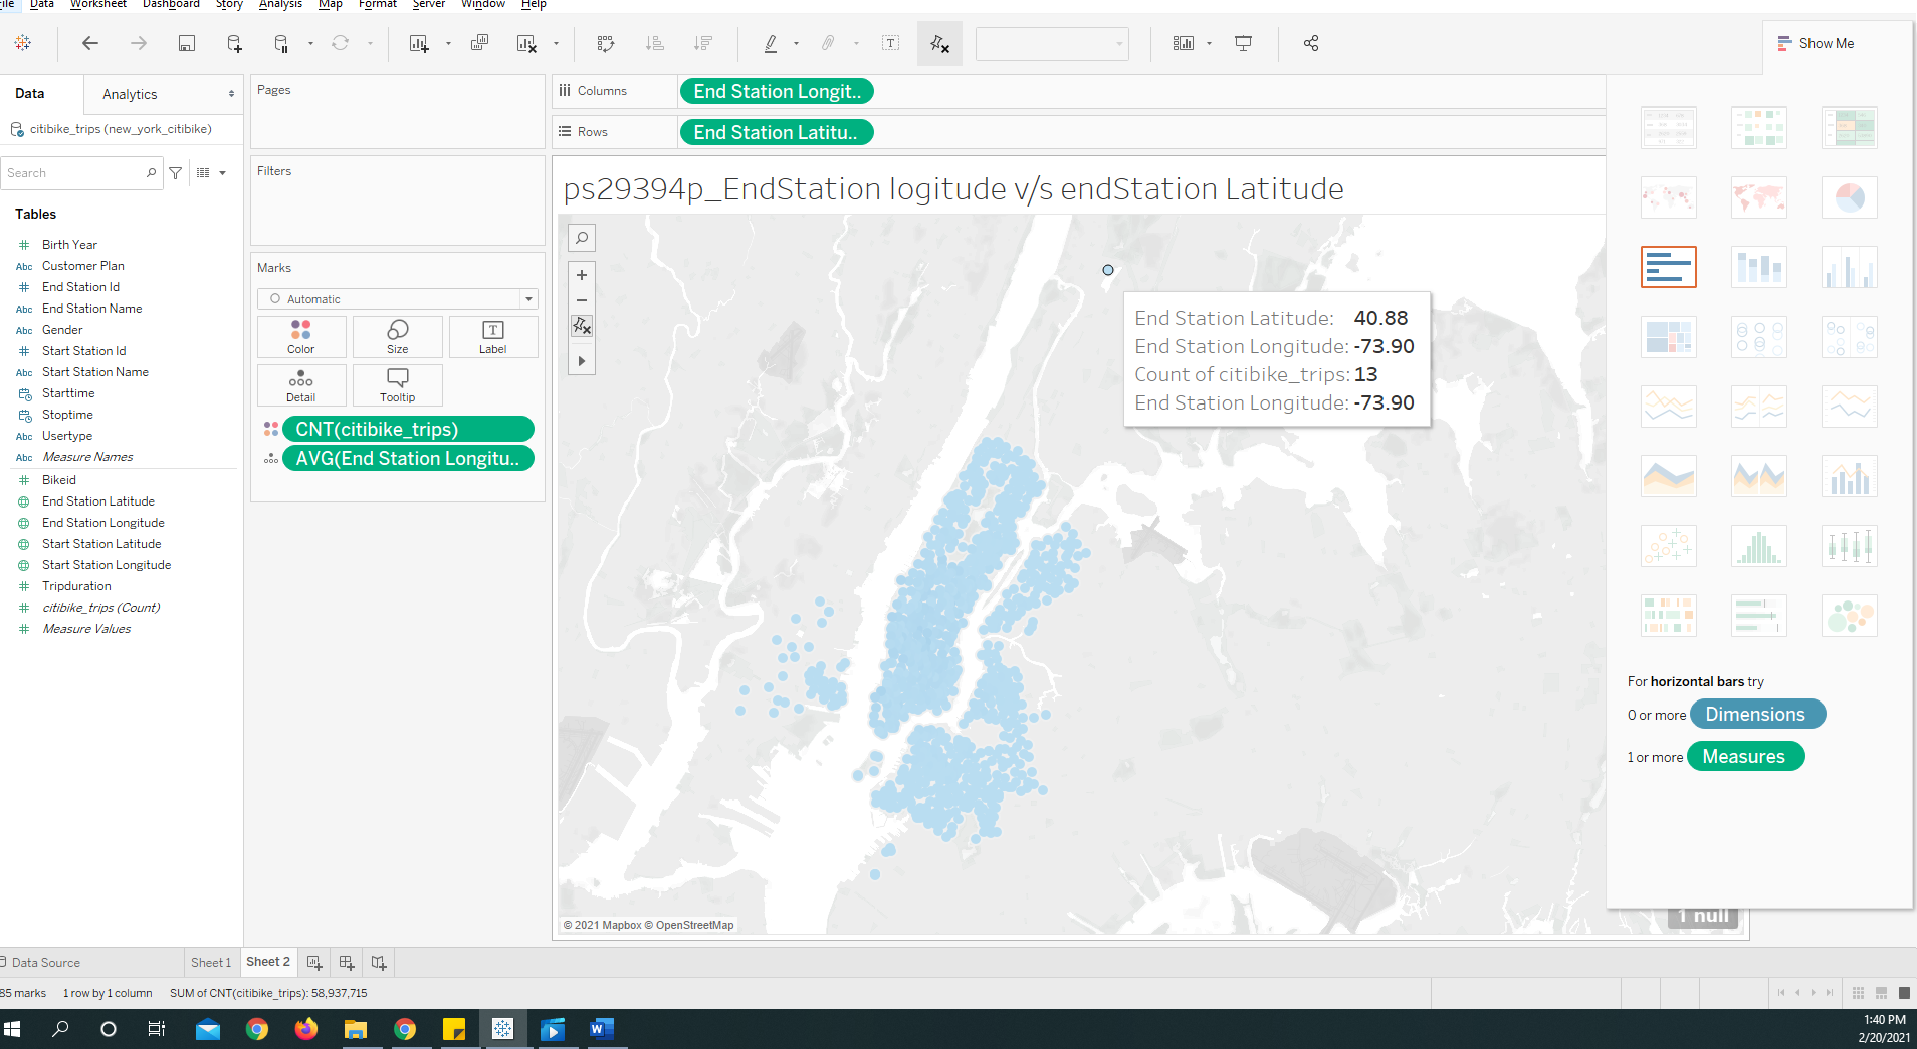 File Data Worksheet Dashboard Story Analysis Map Format Server Window Help
Show Me
Data
Analytics
citibike_trips (new_york_citibike)
Search
Tables
Birth Year
Abc Customer Plan
End Station Id
Abc End Station Name
Abc Gender
Start Station Id
Abc Start Station Name
Starttime
Stoptime
Abc Usertype
Abc Measure Names
Bikeid
End Station Latitude
End Station Longitude
Start Station Latitude
Start Station Longitude
Tripduration
citibike_trips (Count)
Measure Values
Pages
Filters
Marks
Automatic
Color
Size
Label
Detail
Tooltip
CNT(citibike_trips)
AVG(End Station Longitu..
Columns
End Station Longit..
Rows
End Station Latitu..
ps29394p_EndStation logitude v/s endStation Latitude
End Station Latitude: 40.88
End Station Longitude: -73.90
Count of citibike_trips: 13
End Station Longitude: -73.90
© 2021 Mapbox © OpenStreetMap
For horizontal bars try
0 or more Dimensions
1 or more Measures
1 null
Data Source
Sheet 1
Sheet 2
85 marks
1 row by 1 column
SUM of CNT(citibike_trips): 58,937,715
1:40 PM
2/20/2021